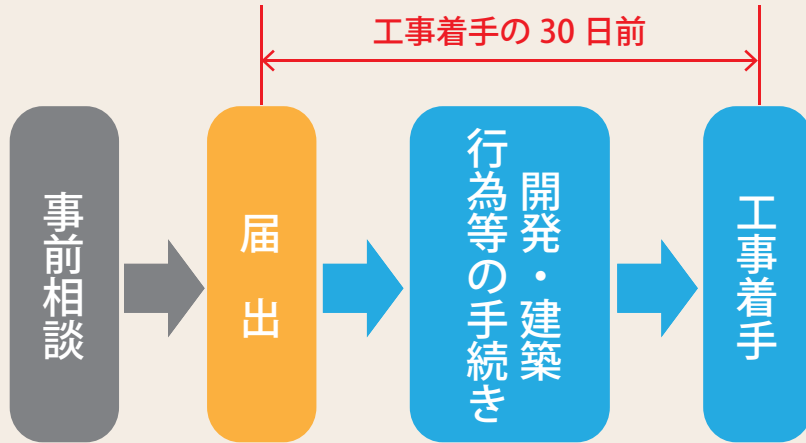 工事着手の 30 日前
事前相談
届出
開発・建築
行為等の手続き
工事着手